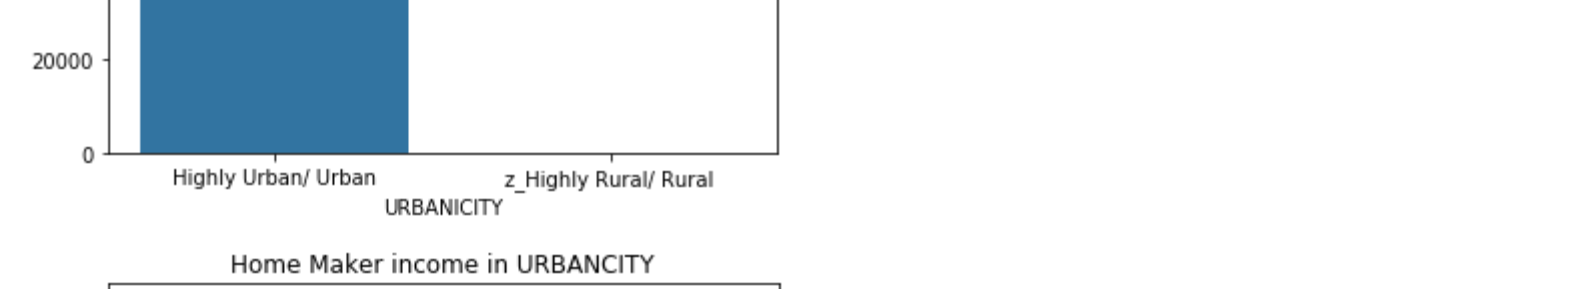 20000
0
Highly Urban/ Urban
z_Highly Rural/ Rural
URBANICITY
Home Maker income in URBANCITY